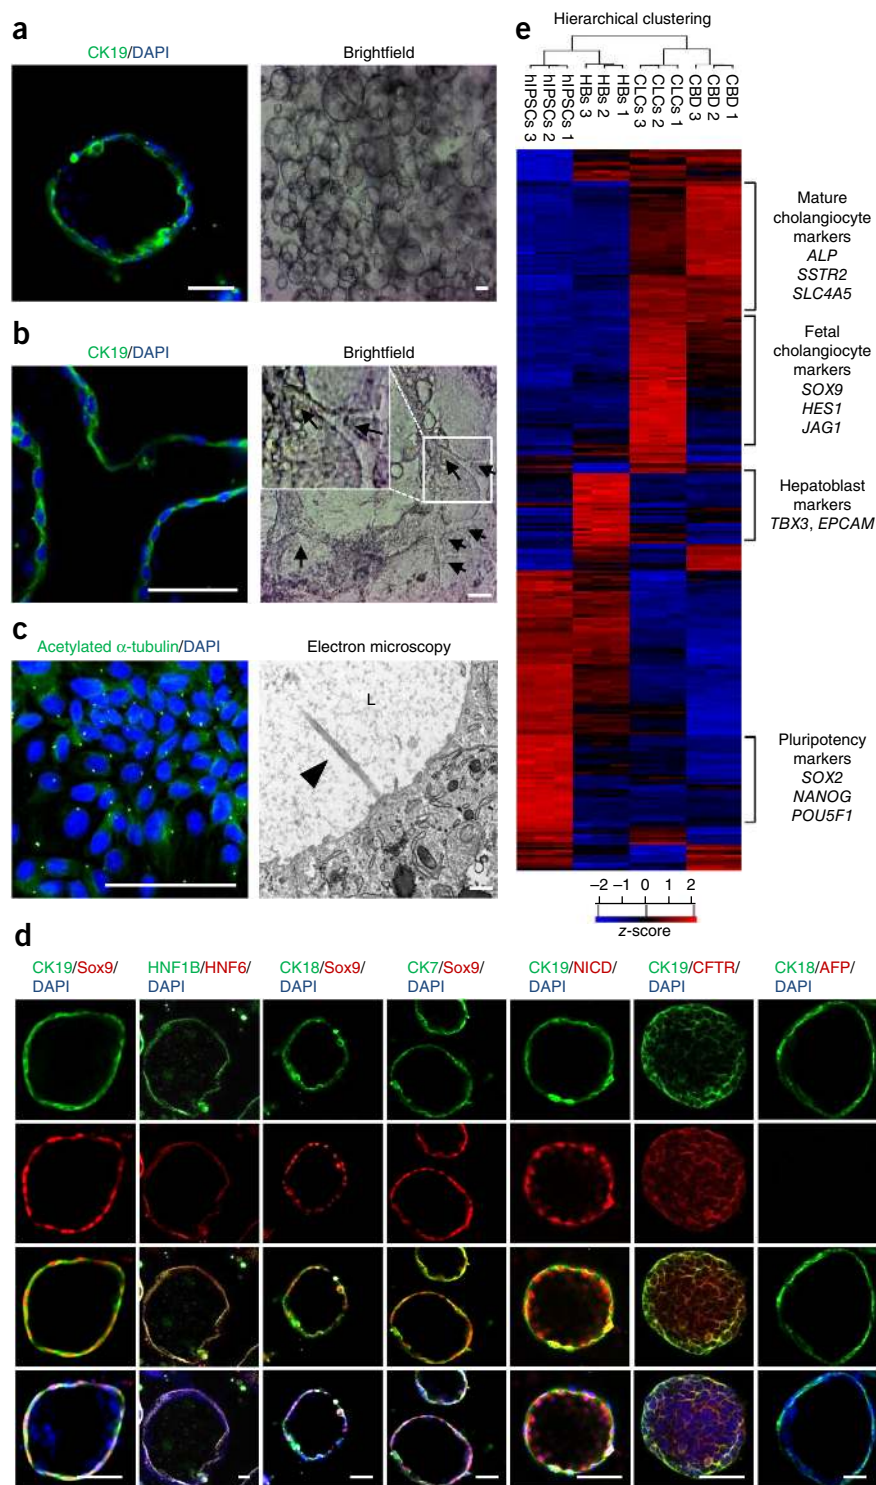 a
CK19/DAPI
Brightfield
b
CK19/DAPI
Brightfield
c
Acetylated α-tubulin/DAPI
Electron microscopy
L
d
CK19/Sox9/
DAPI
HNF1B/HNF6/
DAPI
CK18/Sox9/
DAPI
CK7/Sox9/
DAPI
CK19/NICD/
DAPI
CK19/CFTR/
DAPI
CK18/AFP/
DAPI
e
Hierarchical clustering
hIPSCs 3
hIPSCs 2
hIPSCs 1
HBs 3
HBs 2
HBs 1
CLCs 3
CLCs 2
CLCs 1
CBD 3
CBD 2
CBD 1
Mature
cholangiocyte
markers
ALP
SSTR2
SLC4A5
Fetal
cholangiocyte
markers
SOX9
HES1
JAG1
Hepatoblast
markers
TBX3, EPCAM
Pluripotency
markers
SOX2
NANOG
POU5F1
–2 –1 0 1 2
z-score